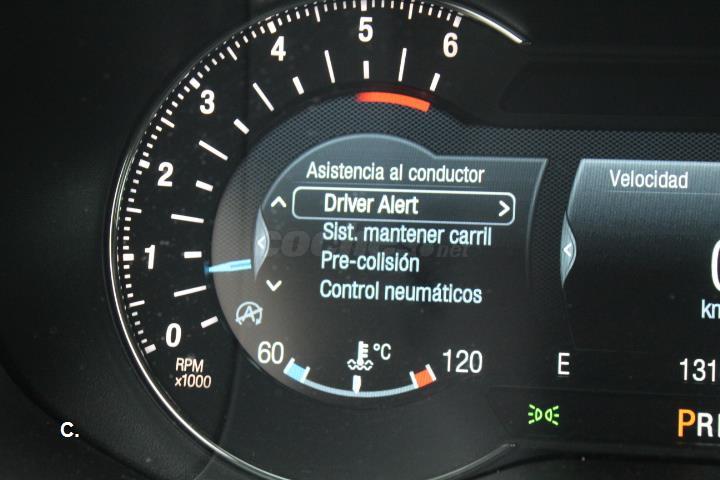 0
1
2
3
4
5
6
RPM
x1000
Asistencia al conductor
Driver Alert >
Sist. mantener carril
Pre-colisión
Control neumáticos
60 °C 120
Velocidad
E
131
C.